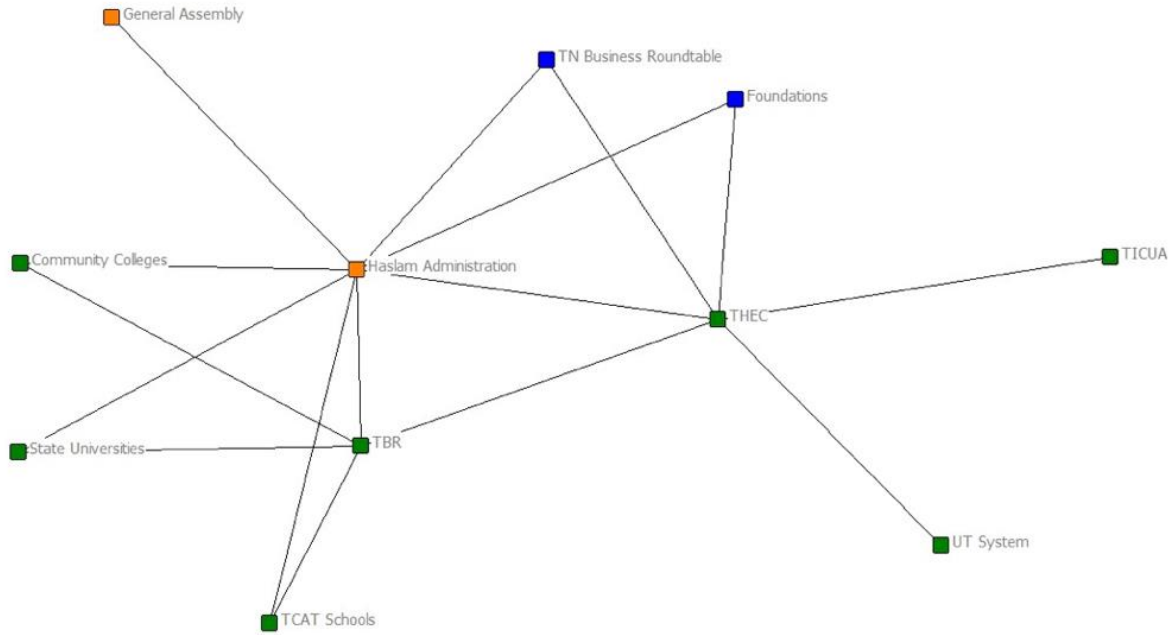 General Assembly
TN Business Roundtable
Foundations
TICUA
Community Colleges
Haslam Administration
THEC
TBR
State Universities
UT System
TCAT Schools